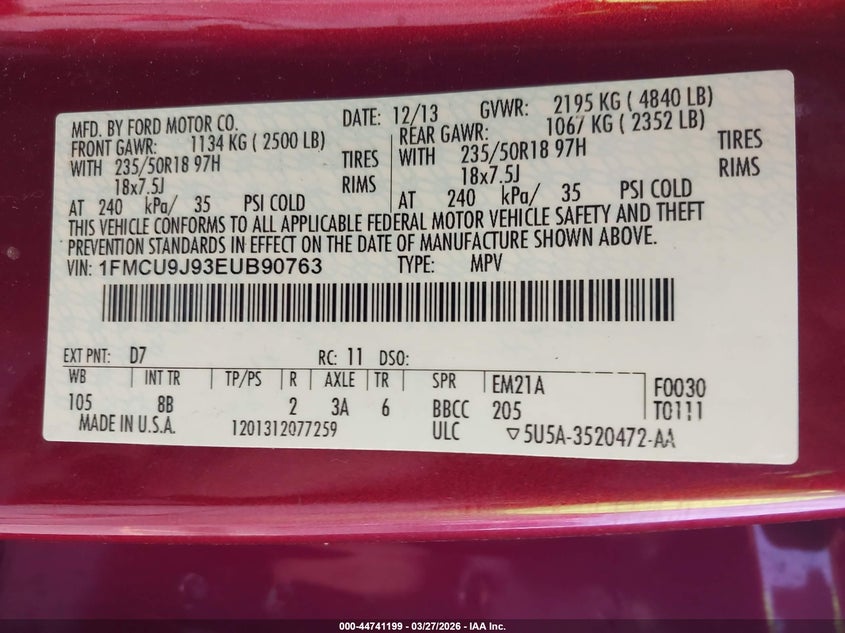 MFD. BY FORD MOTOR CO. DATE: 12/13 GVWR: 2195 KG ( 4840 LB)
FRONT GAWR: 1134 KG ( 2500 LB) REAR GAWR: 1067 KG ( 2352 LB)
WITH 235/50R18 97H TIRES WITH 235/50R18 97H TIRES
18x7.5J RIMS 18x7.5J RIMS
AT 240 kPa/ 35 PSI COLD AT 240 kPa/ 35 PSI COLD
THIS VEHICLE CONFORMS TO ALL APPLICABLE FEDERAL MOTOR VEHICLE SAFETY AND THEFT
PREVENTION STANDARDS IN EFFECT ON THE DATE OF MANUFACTURE SHOWN ABOVE.
VIN: 1FMCU9J93EUB90763 TYPE: MPV
EXT PNT: D7 RC: 11 DSO:
WB INT TR TP/PS R AXLE TR SPR EM21A F0030
105 8B 2 3A 6 BBCC 205 T0111
MADE IN U.S.A. 1201312077259 ULC ▽5U5A-3520472-AA
000-44741199 — 03/27/2026 — IAA Inc.